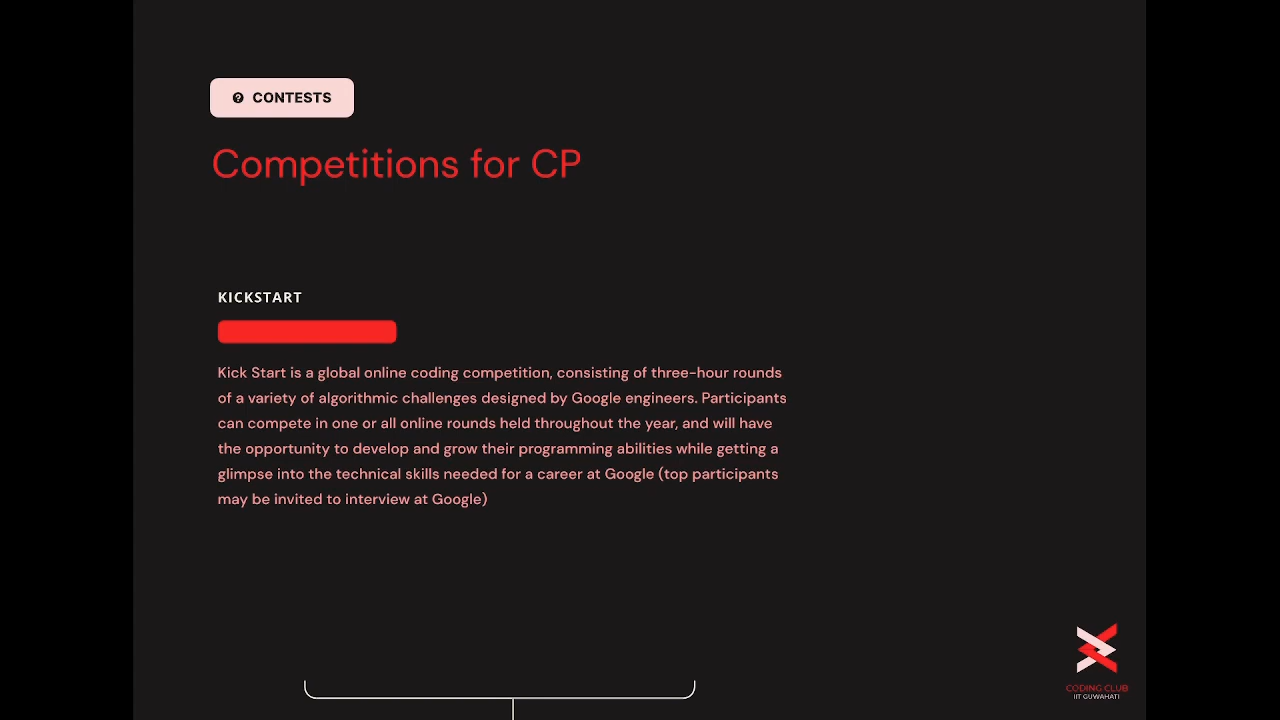 CONTESTS
Competitions for CP
KICKSTART
Kick Start is a global online coding competition, consisting of three-hour rounds
of a variety of algorithmic challenges designed by Google engineers. Participants
can compete in one or all online rounds held throughout the year, and will have
the opportunity to develop and grow their programming abilities while getting a
glimpse into the technical skills needed for a career at Google (top participants
may be invited to interview at Google)
CODING CLUB
IIT GUWAHATI